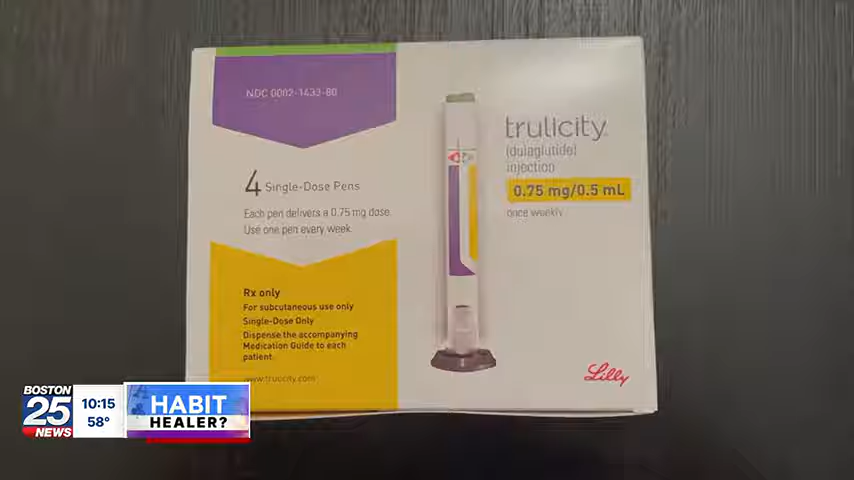 NDC 0002-1433-80
4 Single-Dose Pens
Each pen delivers a 0.75 mg dose.
Use one pen every week.
Rx only
For subcutaneous use only
Single-Dose Only
Dispense the accompanying
Medication Guide to each
patient.
www.trulicity.com
trulicity
(dulaglutide)
injection
0.75 mg/0.5 mL
once weekly
Lilly
BOSTON
25
NEWS
10:15
58°
HABIT
HEALER?